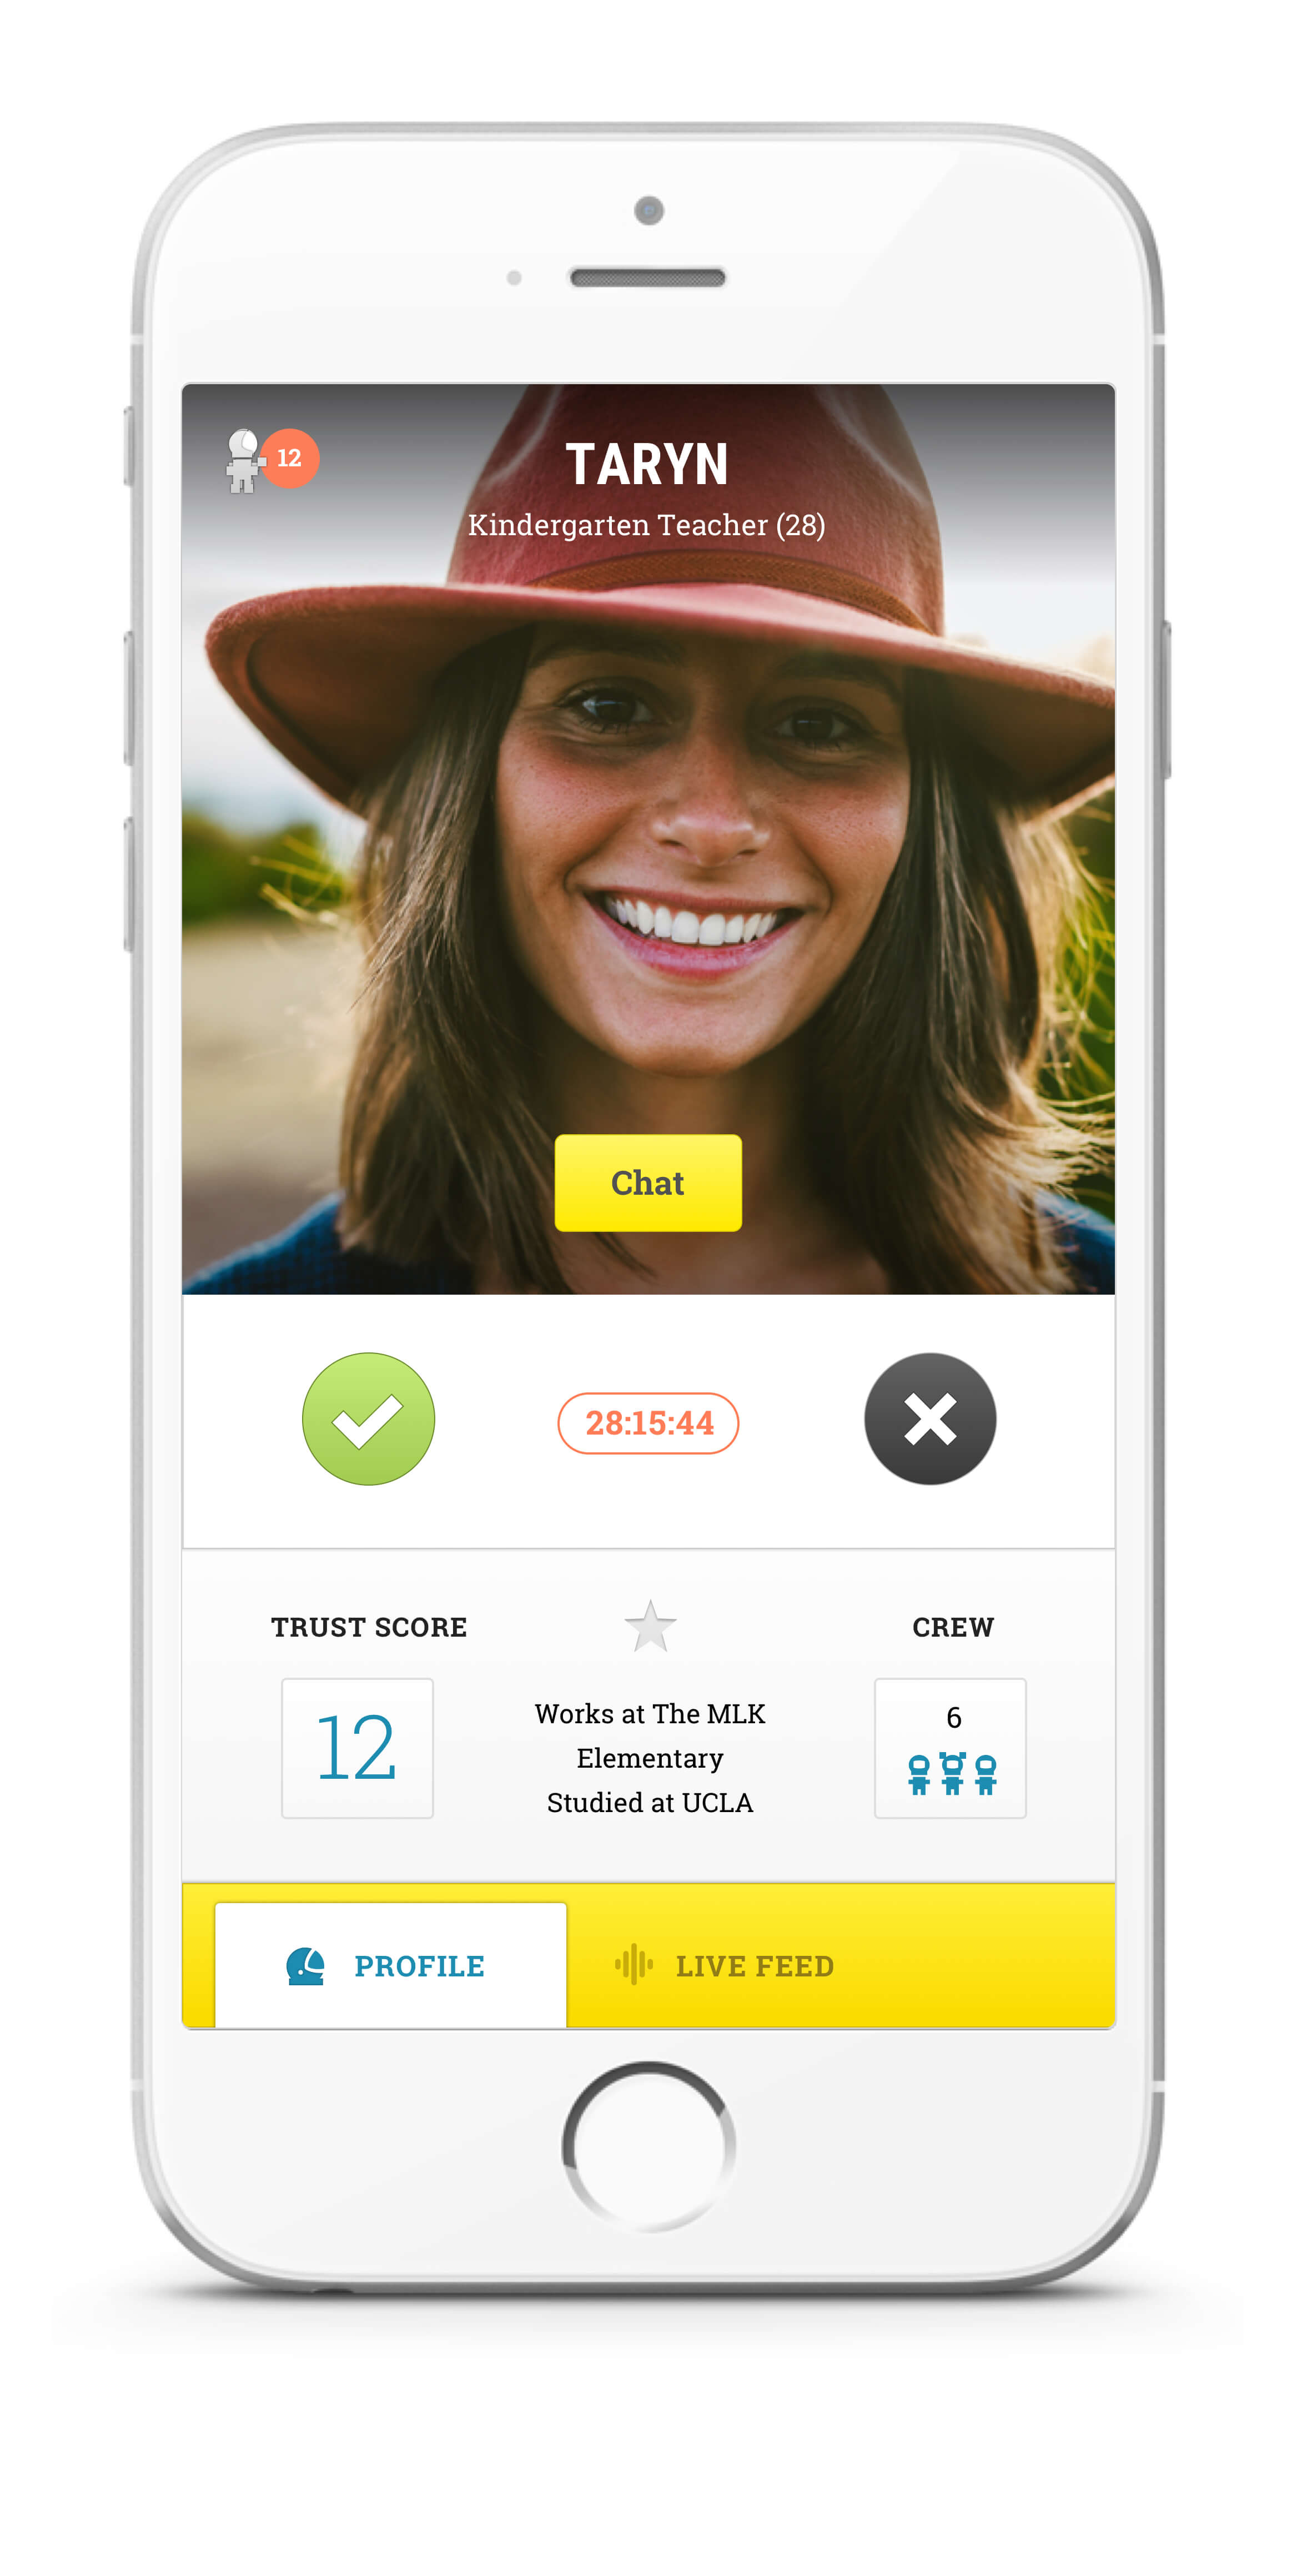 12
TARYN
Kindergarten Teacher (28)
Chat
28:15:44
TRUST SCORE
12
Works at The MLK
Elementary
Studied at UCLA
CREW
6
PROFILE
LIVE FEED